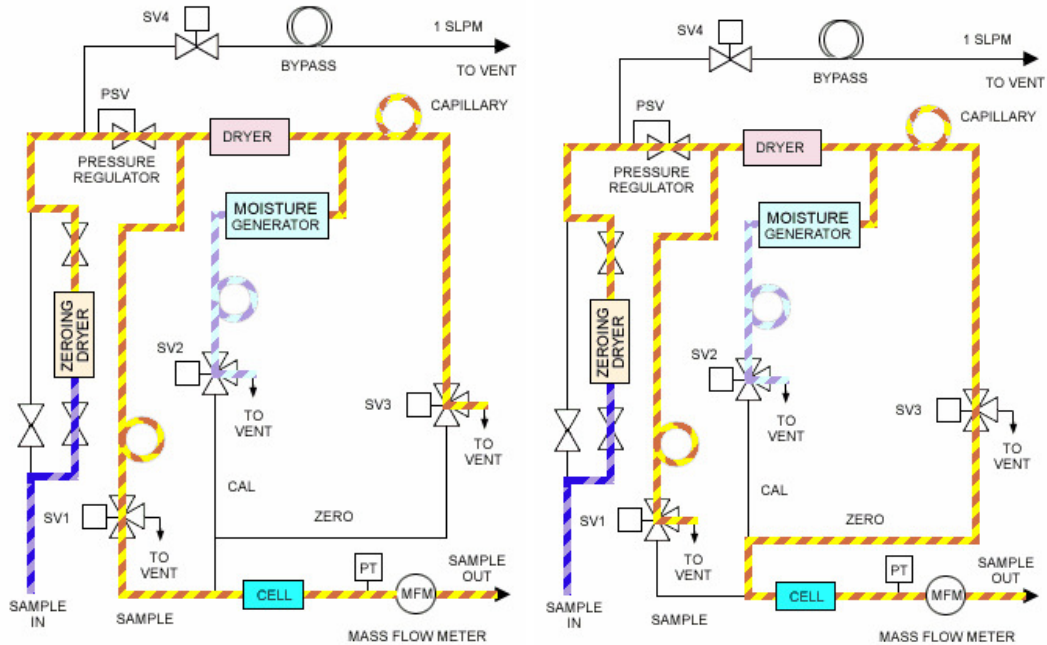 SV4
1 SLPM
BYPASS
TO VENT
PSV
CAPILLARY
DRYER
PRESSURE
REGULATOR
MOISTURE
GENERATOR
ZEROING
DRYER
SV2
TO
VENT
SV3
TO
VENT
CAL
SV1
ZERO
TO
VENT
PT
SAMPLE
OUT
CELL
MFM
SAMPLE
IN
SAMPLE
MASS FLOW METER
SV4
1 SLPM
BYPASS
TO VENT
PSV
CAPILLARY
DRYER
PRESSURE
REGULATOR
MOISTURE
GENERATOR
ZEROING
DRYER
SV2
TO
VENT
SV3
TO
VENT
CAL
SV1
ZERO
TO
VENT
PT
SAMPLE
OUT
CELL
MFM
SAMPLE
IN
SAMPLE
MASS FLOW METER